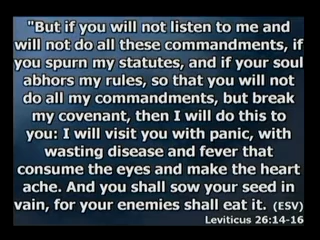 "But if you will not listen to me and
will not do all these commandments, if
you spurn my statutes, and if your soul
abhors my rules, so that you will not
do all my commandments, but break
my covenant, then I will do this to
you: I will visit you with panic, with
wasting disease and fever that
consume the eyes and make the heart
ache. And you shall sow your seed in
vain, for your enemies shall eat it. (ESV)
Leviticus 26:14-16